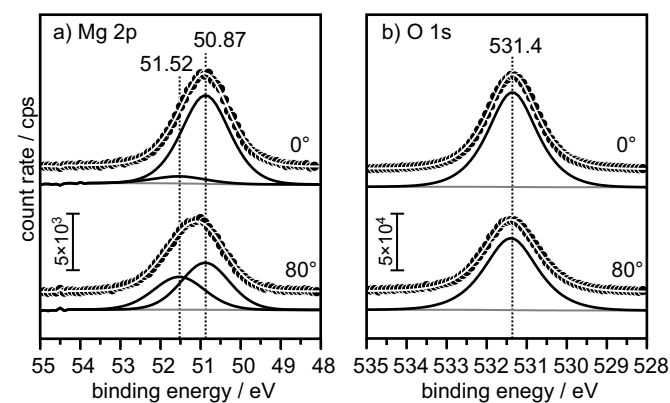 a) Mg 2p
50.87
51.52
0°
5×10³
80°
count rate / cps
55 54 53 52 51 50 49 48
binding energy / eV
b) O 1s
531.4
0°
5×10⁴
80°
535 534 533 532 531 530 529 528
binding enegy / eV